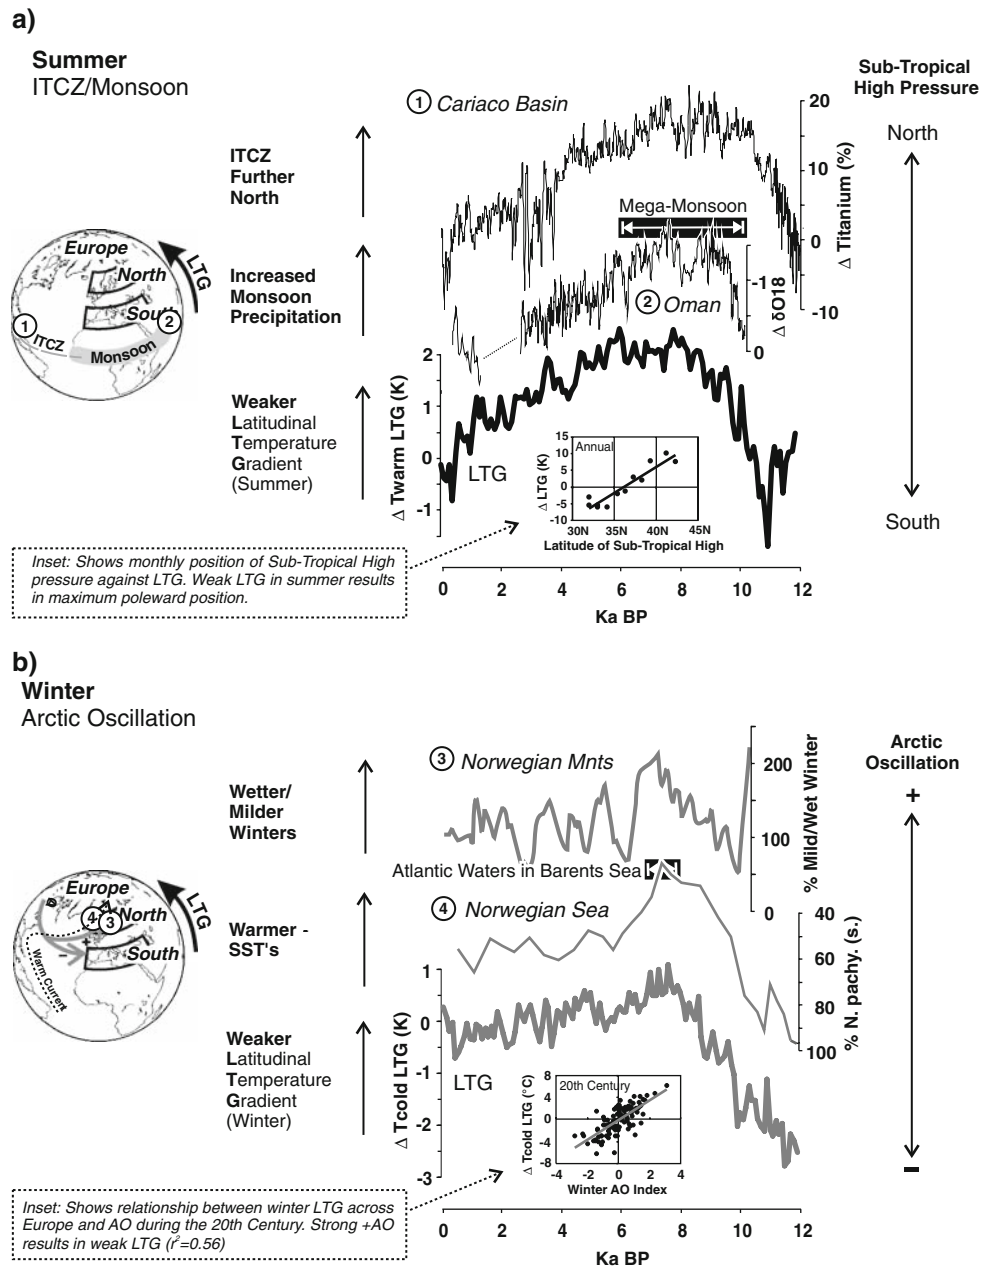 a)
Summer
ITCZ/Monsoon
Sub-Tropical
High Pressure
North
South
1 Cariaco Basin
ITCZ
Further
North
Increased
Monsoon
Precipitation
Weaker
Latitudinal
Temperature
Gradient
(Summer)
Europe
North
South
LTG
1
2
ITCZ
Monsoon
20
10
0
-10
Δ Titanium (%)
Mega-Monsoon
2 Oman
-1
0
Δ δO18
2
1
0
-1
Δ Twarm LTG (K)
LTG
Annual
15
10
5
0
-5
-10
Δ LTG (K)
30N 35N 40N 45N
Latitude of Sub-Tropical High
Inset: Shows monthly position of Sub-Tropical High
pressure against LTG. Weak LTG in summer results
in maximum poleward position.
0 2 4 6 8 10 12
Ka BP
b)
Winter
Arctic Oscillation
Arctic
Oscillation
+
–
3 Norwegian Mnts
Wetter/
Milder
Winters
Warmer -
SST's
Weaker
Latitudinal
Temperature
Gradient
(Winter)
Europe
North
South
LTG
4
3
D
+
–
Warm Current
200
100
0
% Mild/Wet Winter
Atlantic Waters in Barents Sea
4 Norwegian Sea
40
60
80
100
% N. pachy. (s.)
1
0
-1
-2
-3
Δ Tcold LTG (K)
LTG
20th Century
8
4
0
-4
-8
Δ Tcold LTG (°C)
-4 -2 0 2 4
Winter AO Index
Inset: Shows relationship between winter LTG across
Europe and AO during the 20th Century. Strong +AO
results in weak LTG (r²=0.56)
0 2 4 6 8 10 12
Ka BP